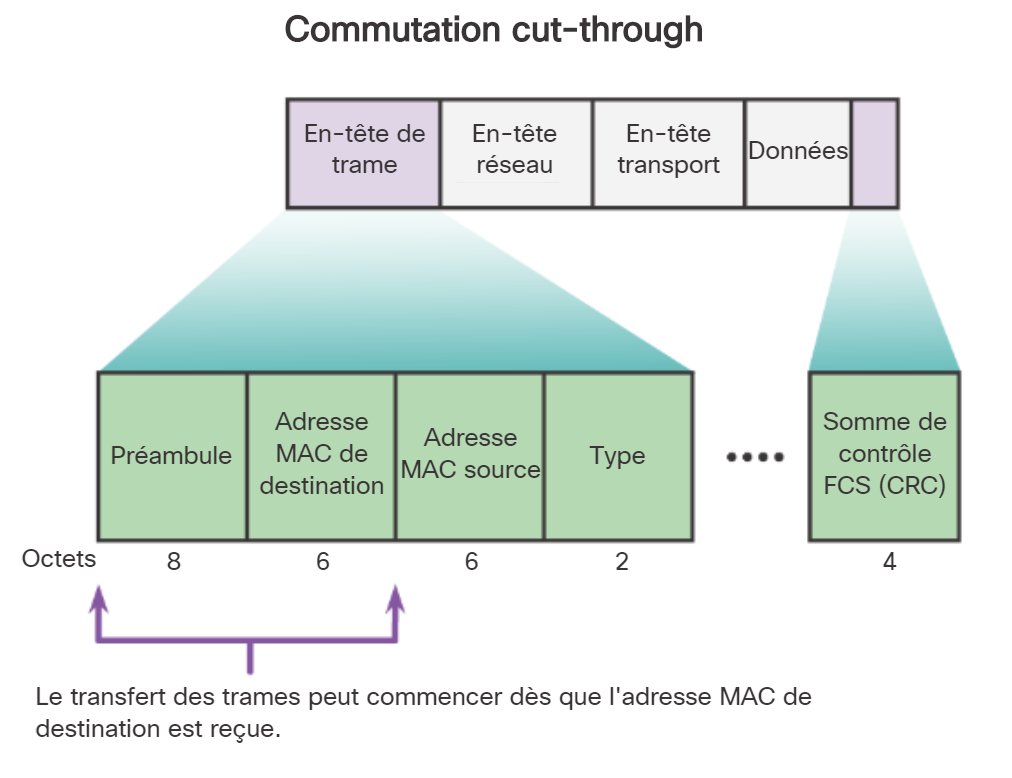 Commutation cut-through
En-tête de
trame
En-tête
réseau
En-tête
transport
Données
Préambule
Adresse
MAC de
destination
Adresse
MAC source
Type
Somme de
contrôle
FCS (CRC)
Octets 8 6 6 2 4
Le transfert des trames peut commencer dès que l'adresse MAC de
destination est reçue.